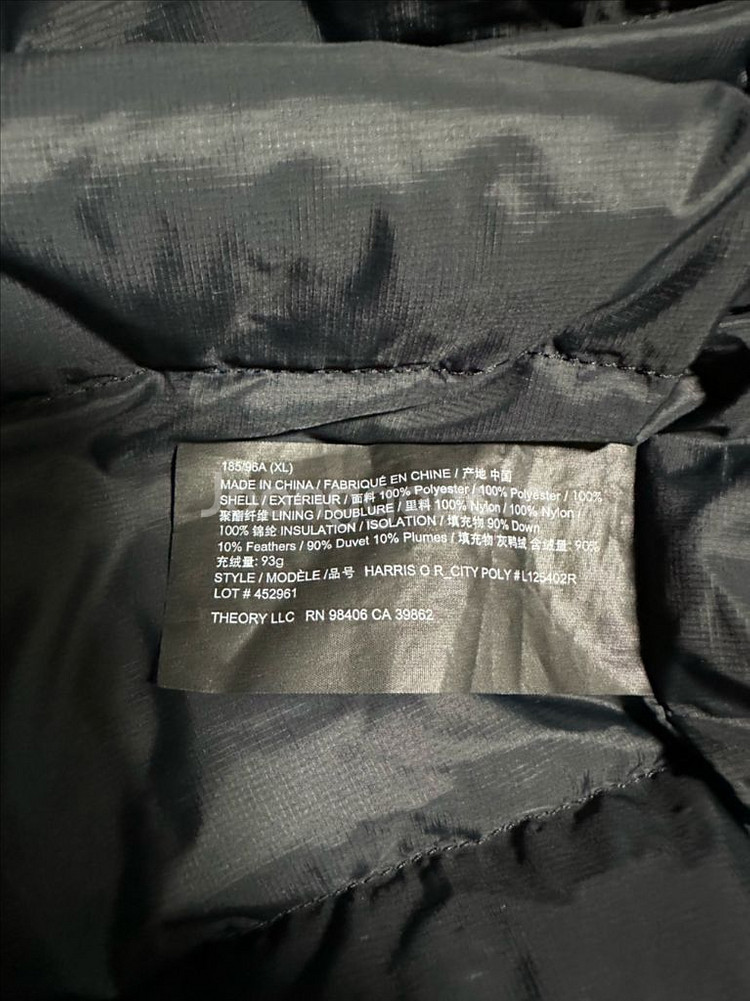 185/96A (XL)
MADE IN CHINA / FABRIQUÉ EN CHINE / 产地 中国
SHELL / EXTÉRIEUR / 面料 100% Polyester / 100% Polyester / 100%
聚酯纤维 LINING / DOUBLURE / 里料 100% Nylon / 100% Nylon /
100% 锦纶 INSULATION / ISOLATION / 填充物 90% Down
10% Feathers / 90% Duvet 10% Plumes / 填充物 灰鸭绒 含绒量: 90%
充绒量: 93g
STYLE / MODÈLE /品号 HARRIS O R_CITY POLY #L125402R
LOT # 452961
THEORY LLC RN 98406 CA 39862